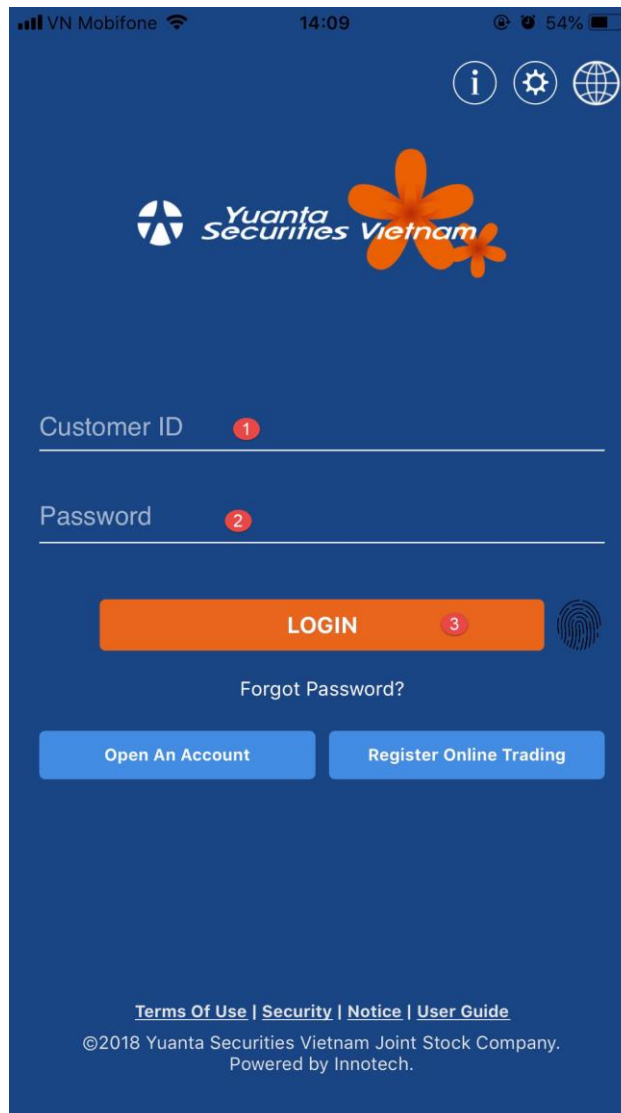 VN Mobifone 14:09 54%
i
Yuanta
Securities Vietnam
Customer ID 1
Password 2
LOGIN 3
Forgot Password?
Open An Account Register Online Trading
Terms Of Use | Security | Notice | User Guide
©2018 Yuanta Securities Vietnam Joint Stock Company.
Powered by Innotech.